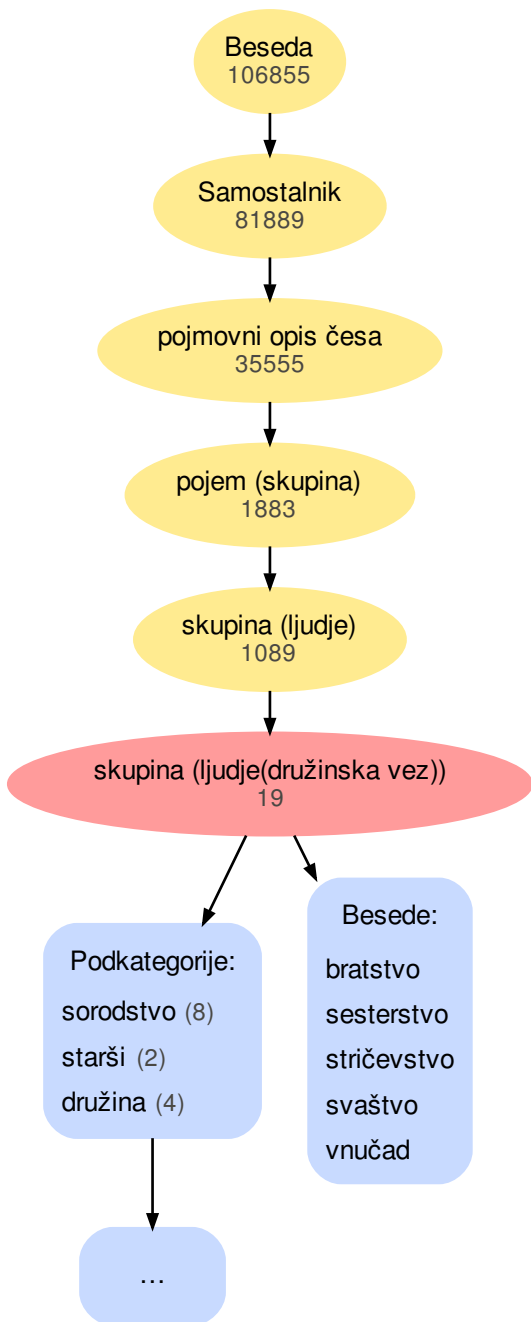 Beseda
106855
Samostalnik
81889
pojmovni opis česa
35555
pojem (skupina)
1883
skupina (ljudje)
1089
skupina (ljudje(družinska vez))
19
Podkategorije:
sorodstvo (8)
starši (2)
družina (4)
Besede:
bratstvo
sesterstvo
stričevstvo
svaštvo
vnučad
...